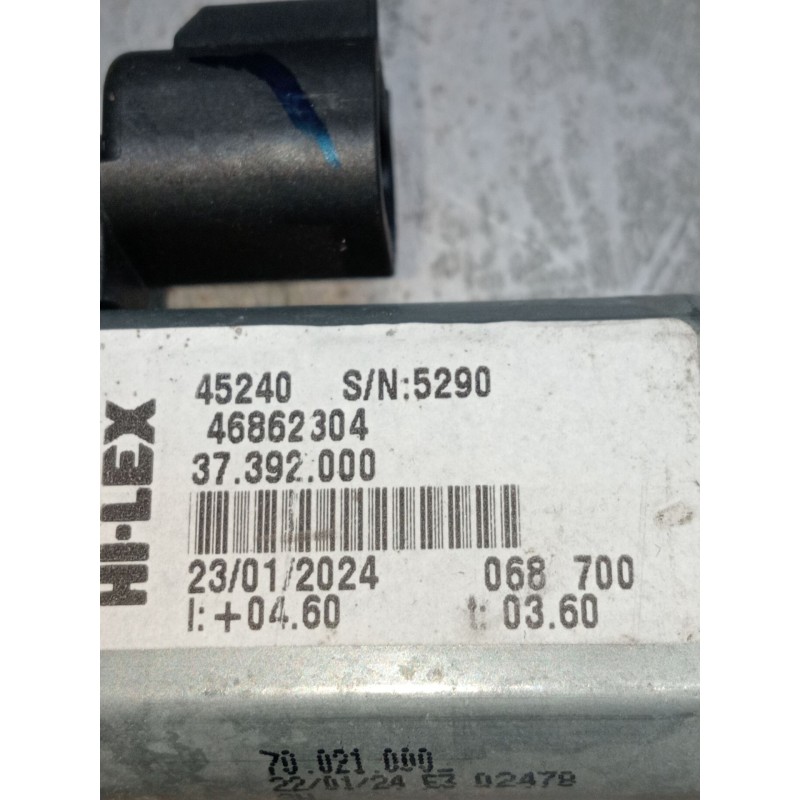 HI-LEX
45240 S/N:5290
46862304
37.392.000
23/01/2024 068 700
I: +04.60 t: 03.60
70.021.000
22/01/24 E3 02478